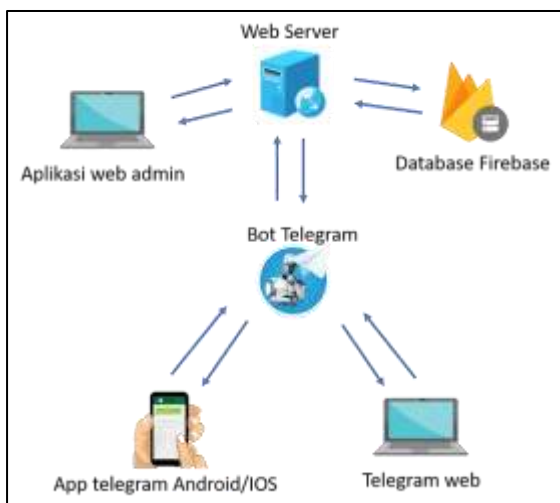 Web Server
Aplikasi web admin
Database Firebase
Bot Telegram
App telegram Android/IOS
Telegram web